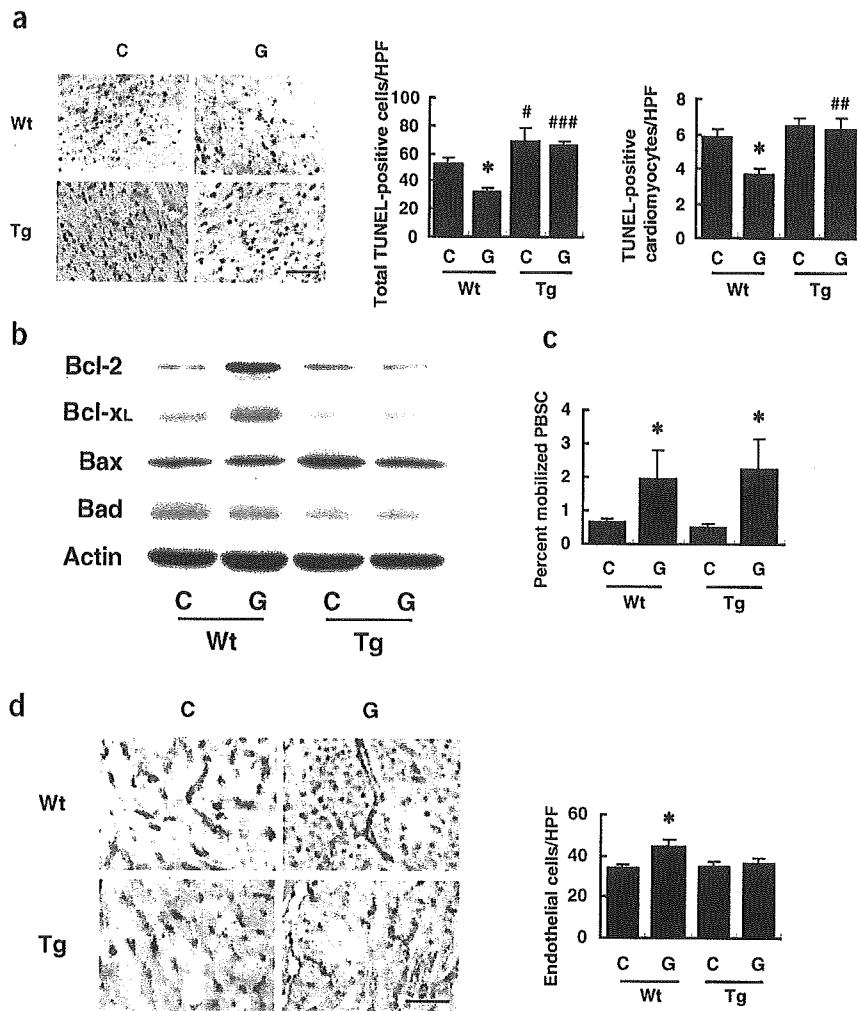 a
C G
Wt
Tg
Total TUNEL-positive cells/HPF
100
80
60
40
20
0
*
#
###
C G C G
Wt Tg
TUNEL-positive cardiomyocytes/HPF
8
6
4
2
0
*
##
C G C G
Wt Tg
b
Bcl-2
Bcl-xL
Bax
Bad
Actin
C G C G
Wt Tg
c
Percent mobilized PBSC
4
3
2
1
0
*
*
C G C G
Wt Tg
d
C G
Wt
Tg
Endothelial cells/HPF
60
40
20
0
*
C G C G
Wt Tg